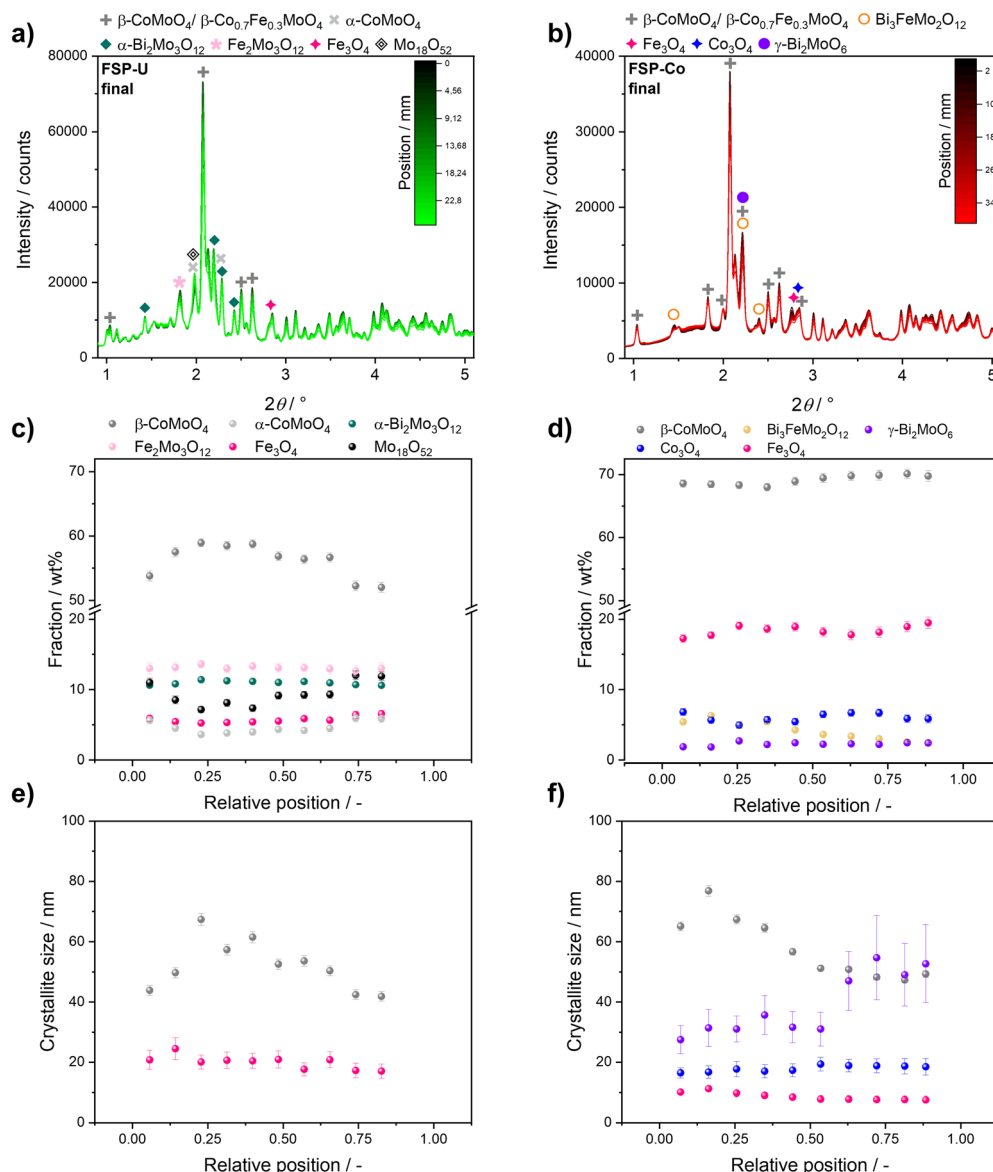 a)
β-CoMoO₄/ β-Co₀.₇Fe₀.₃MoO₄ α-CoMoO₄
α-Bi₂Mo₃O₁₂ Fe₂Mo₃O₁₂ Fe₃O₄ Mo₁₈O₅₂
FSP-U
final
Intensity / counts
80000
60000
40000
20000
0
1 2 3 4 5
2θ / °
Position / mm
0
4,56
9,12
13,68
18,24
22,8
b)
β-CoMoO₄/ β-Co₀.₇Fe₀.₃MoO₄ Bi₃FeMo₂O₁₂
Fe₃O₄ Co₃O₄ γ-Bi₂MoO₆
FSP-Co
final
Intensity / counts
40000
30000
20000
10000
0
1 2 3 4 5
2θ / °
Position / mm
2
10
18
26
34
c)
β-CoMoO₄ α-CoMoO₄ α-Bi₂Mo₃O₁₂
Fe₂Mo₃O₁₂ Fe₃O₄ Mo₁₈O₅₂
Fraction / wt%
70
60
50
20
10
0
0.00 0.25 0.50 0.75 1.00
Relative position / -
d)
β-CoMoO₄ Bi₃FeMo₂O₁₂ γ-Bi₂MoO₆
Co₃O₄ Fe₃O₄
Fraction / wt%
70
60
50
20
10
0
0.00 0.25 0.50 0.75 1.00
Relative position / -
e)
Crystallite size / nm
100
80
60
40
20
0
0.00 0.25 0.50 0.75 1.00
Relative position / -
f)
Crystallite size / nm
100
80
60
40
20
0
0.00 0.25 0.50 0.75 1.00
Relative position / -